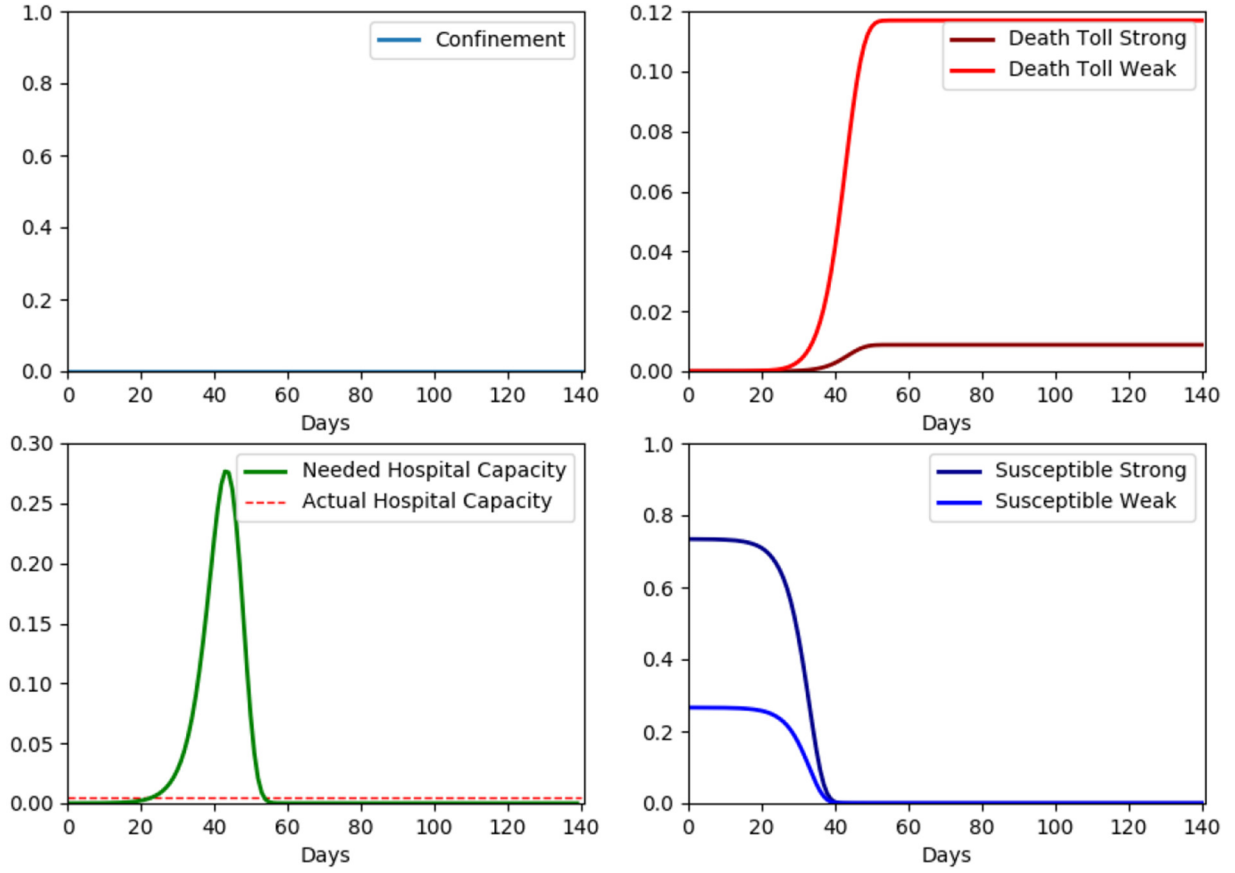 1.0
0.8
0.6
0.4
0.2
0.0
Confinement
0 20 40 60 80 100 120 140
Days
0.12
0.10
0.08
0.06
0.04
0.02
0.00
Death Toll Strong
Death Toll Weak
0 20 40 60 80 100 120 140
Days
0.30
0.25
0.20
0.15
0.10
0.05
0.00
Needed Hospital Capacity
Actual Hospital Capacity
0 20 40 60 80 100 120 140
Days
1.0
0.8
0.6
0.4
0.2
0.0
Susceptible Strong
Susceptible Weak
0 20 40 60 80 100 120 140
Days